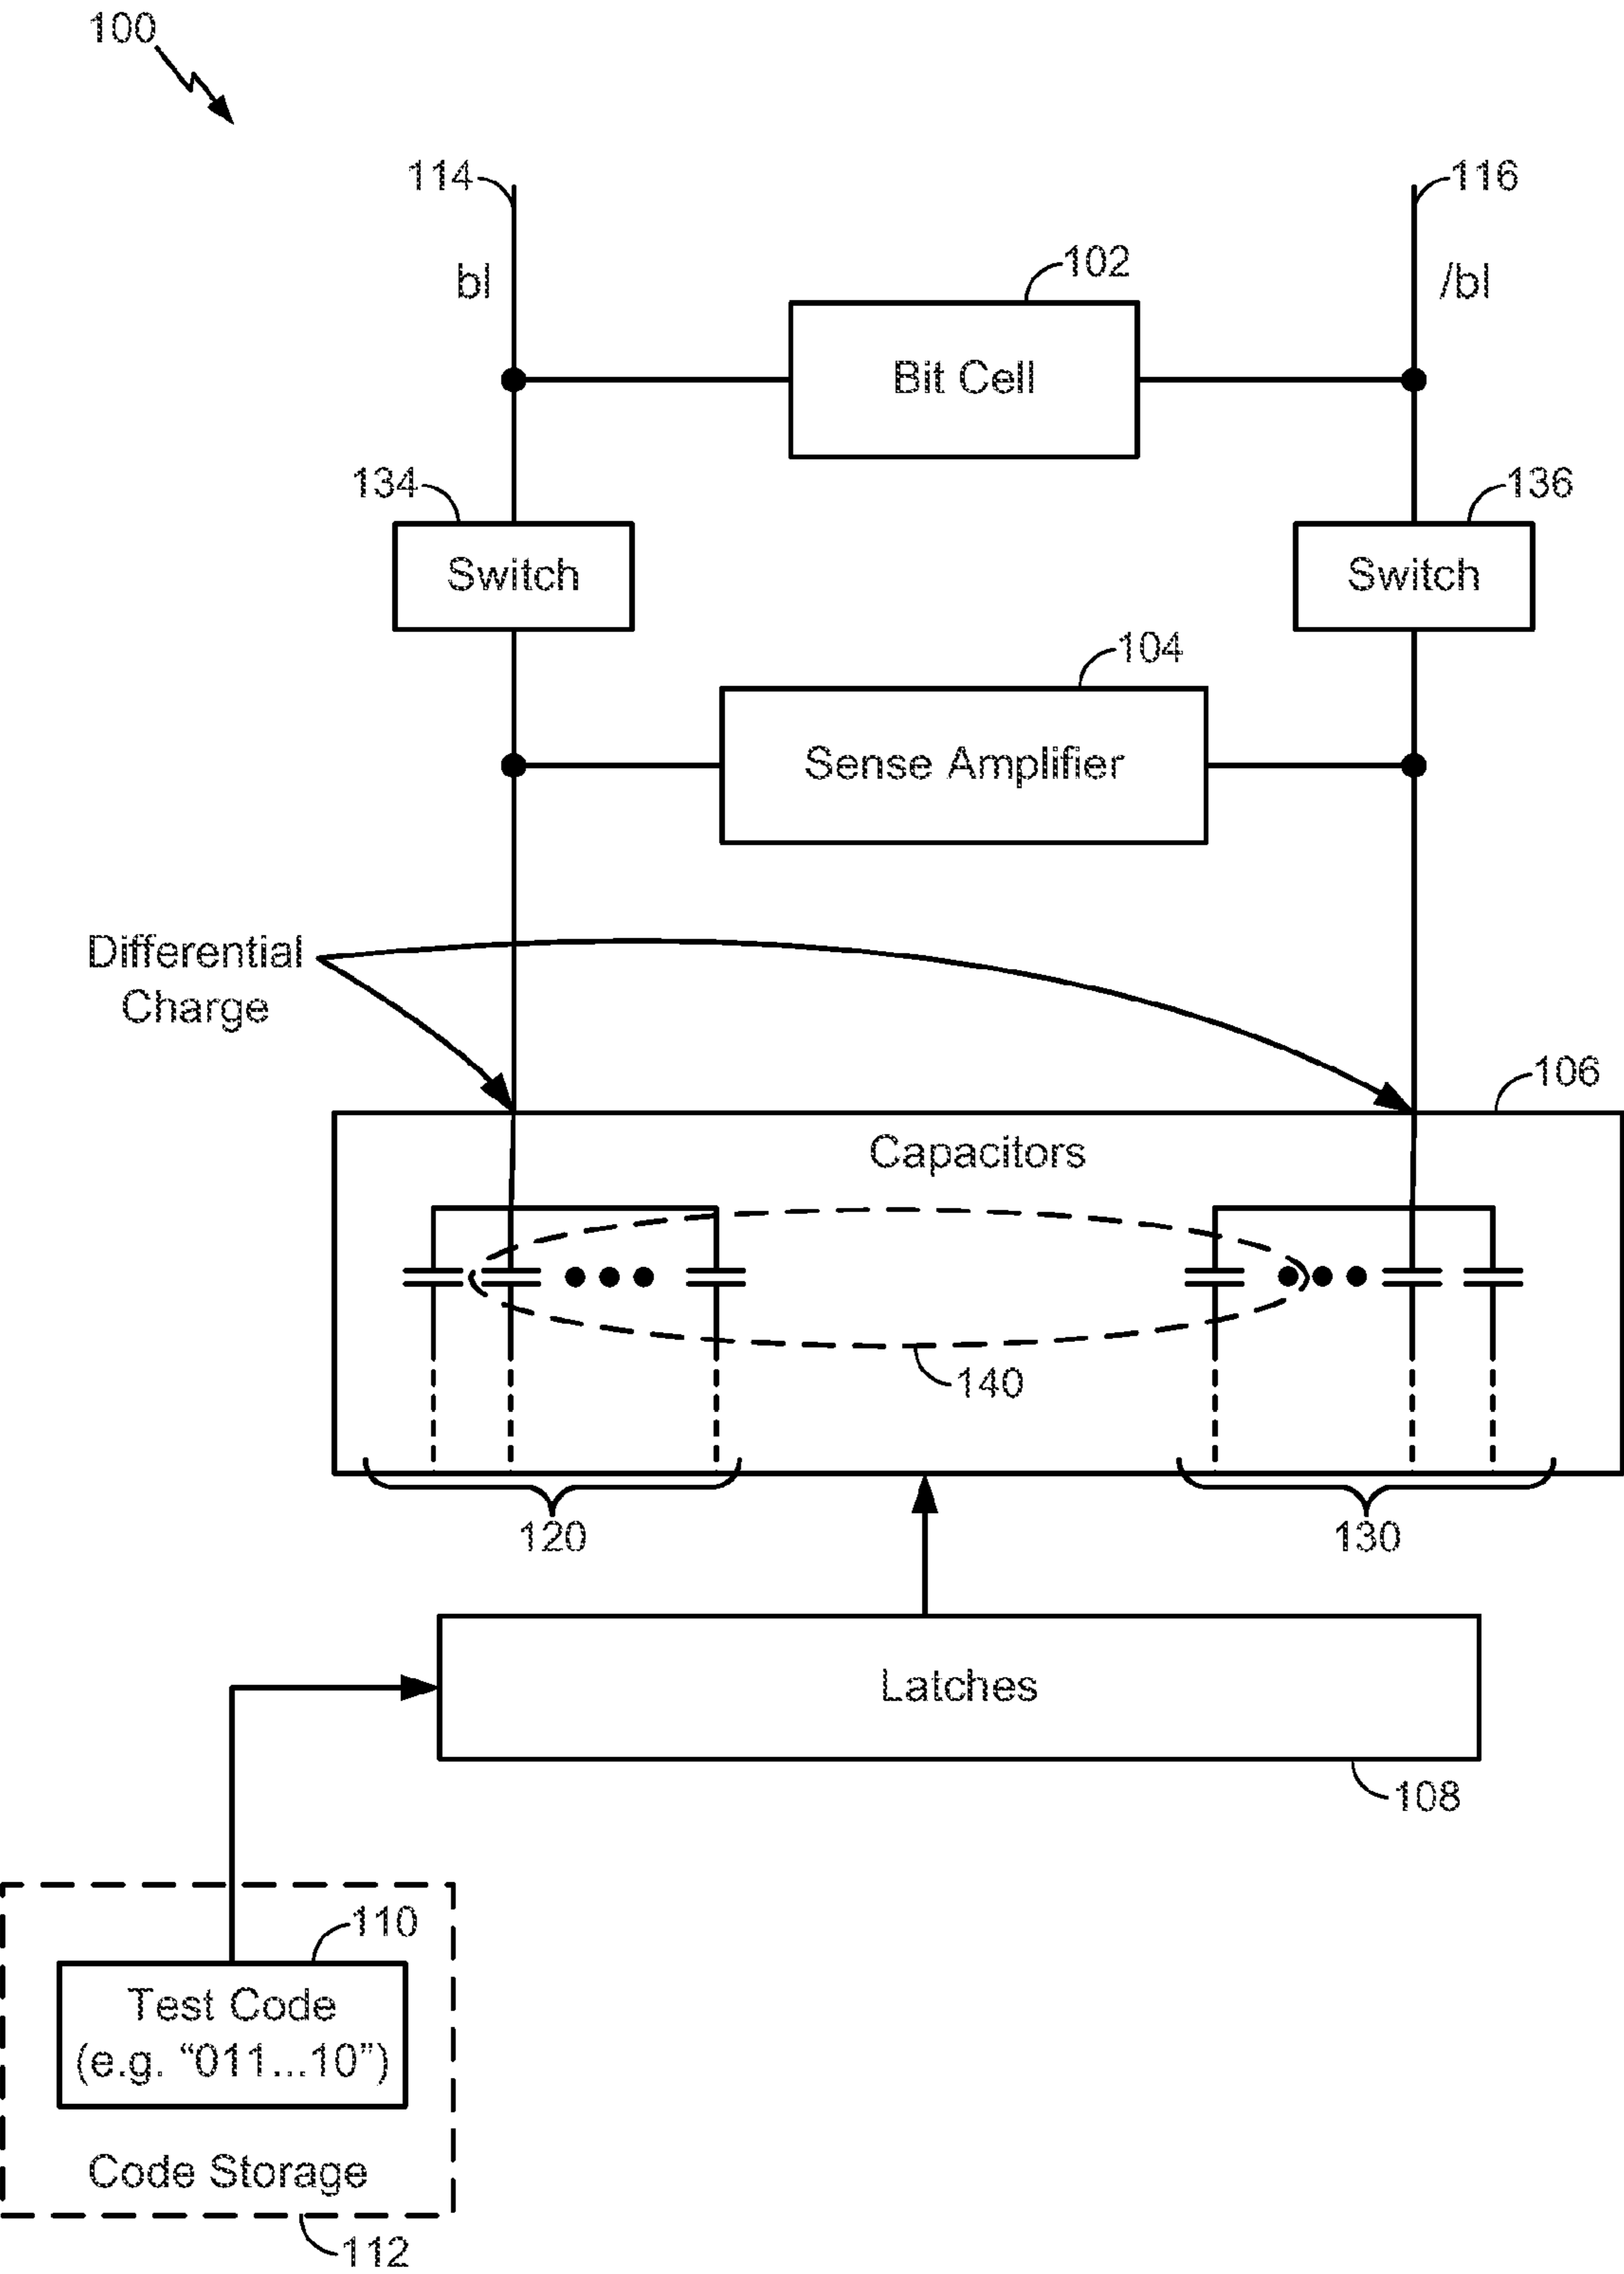 100
114
116
bl
/bl
102
Bit Cell
134
136
Switch
Switch
104
Sense Amplifier
Differential
Charge
106
Capacitors
140
120
130
Latches
108
110
Test Code
(e.g. “011...10”)
Code Storage
112